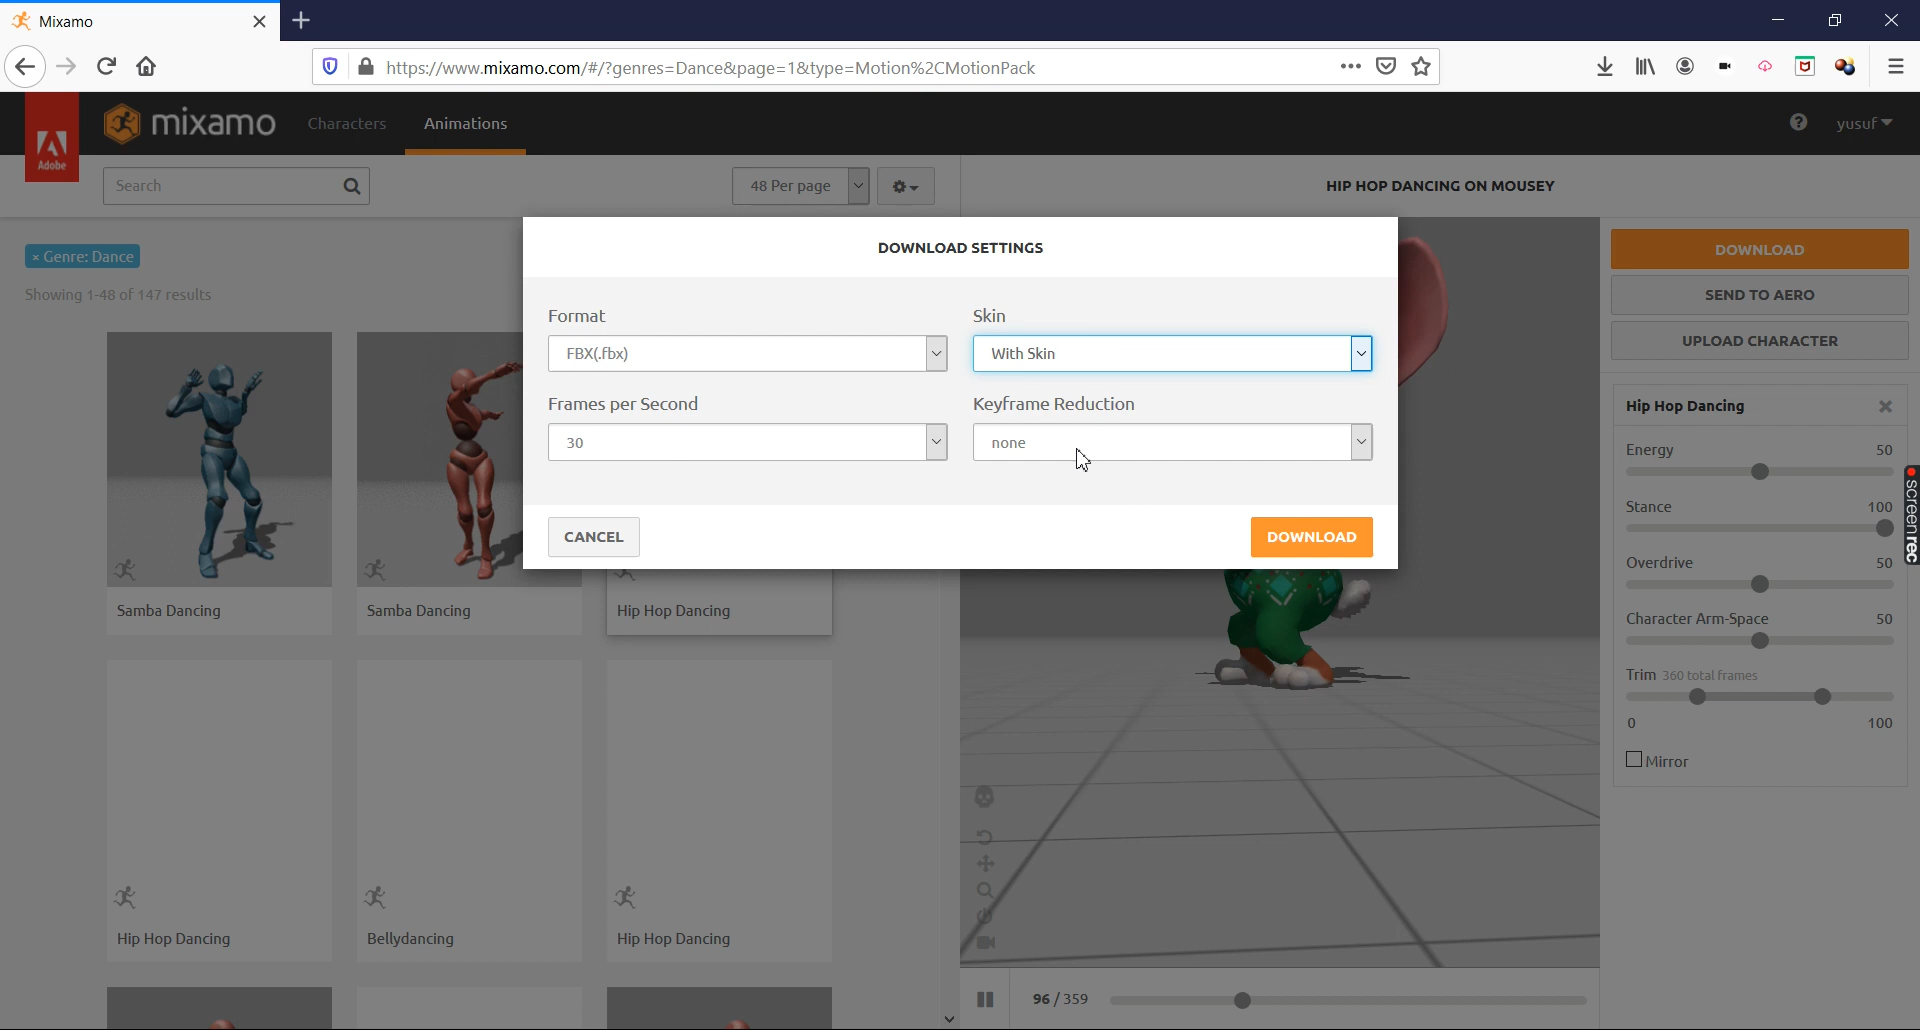 Mixamo
https://www.mixamo.com/#/?genres=Dance&page=1&type=Motion%2CMotionPack
Adobe
mixamo
Characters
Animations
yusuf
Search
48 Per page
HIP HOP DANCING ON MOUSEY
× Genre: Dance
Showing 1-48 of 147 results
DOWNLOAD SETTINGS
Format
Skin
FBX(.fbx)
With Skin
Frames per Second
Keyframe Reduction
30
none
CANCEL
DOWNLOAD
DOWNLOAD
SEND TO AERO
UPLOAD CHARACTER
Hip Hop Dancing
Energy 50
Stance 100
Overdrive 50
Character Arm-Space 50
Trim 360 total frames
0 100
Mirror
screenrec
Samba Dancing
Samba Dancing
Hip Hop Dancing
Hip Hop Dancing
Bellydancing
Hip Hop Dancing
96 / 359